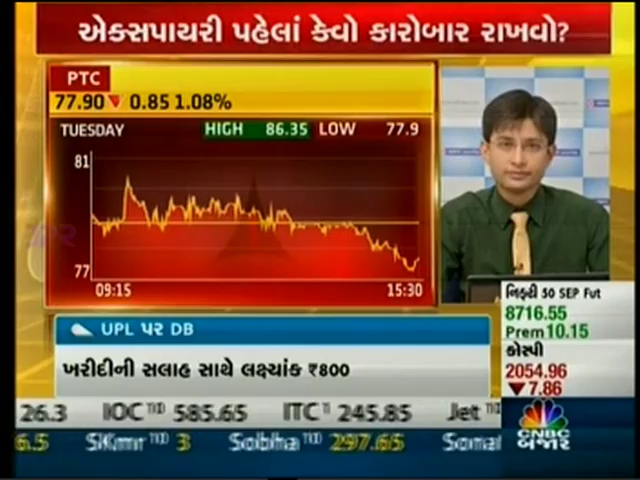 એક્સપાયરી પહેલાં કેવો કારોબાર રાખવો?
PTC
77.90 ▼ 0.85 1.08%
TUESDAY HIGH 86.35 LOW 77.9
81
77
09:15 15:30
નિફ્ટી 50 SEP Fut
8716.55
Prem 10.15
કોસ્પી
2054.96
▼7.86
UPL પર DB
ખરીદીની સલાહ સાથે લક્ષ્યાંક ₹800
26.3 IOC 585.65 ITC 245.85 Jet
6.5 SKmr 3 Sobha 297.65 Somai
CNBC
બજાર